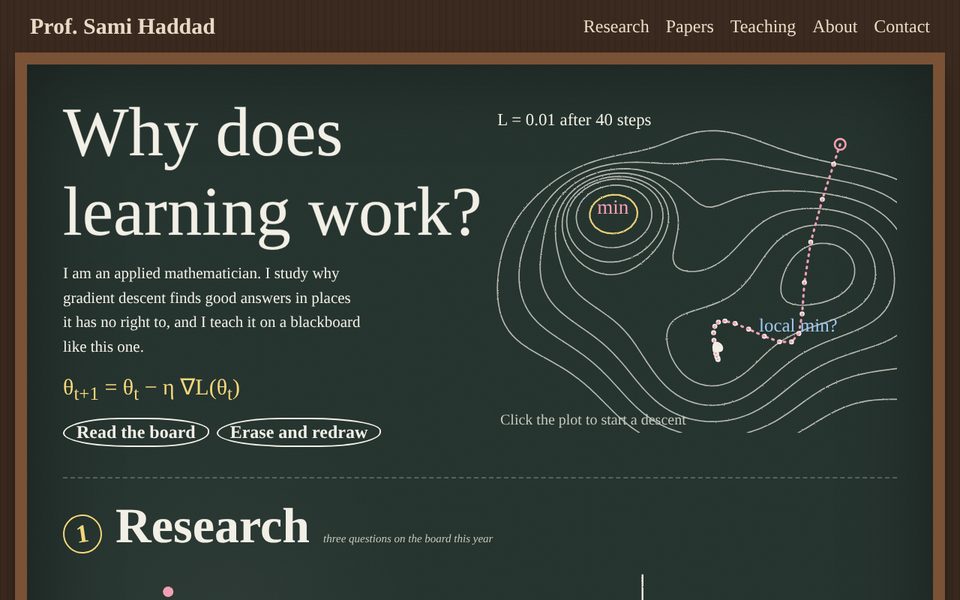 Prof. Sami Haddad
Research Papers Teaching About Contact
Why does
learning work?
I am an applied mathematician. I study why
gradient descent finds good answers in places
it has no right to, and I teach it on a blackboard
like this one.
θt+1 = θt − η ∇L(θt)
Read the board Erase and redraw
L = 0.01 after 40 steps
min
local min?
Click the plot to start a descent
1 Research three questions on the board this year